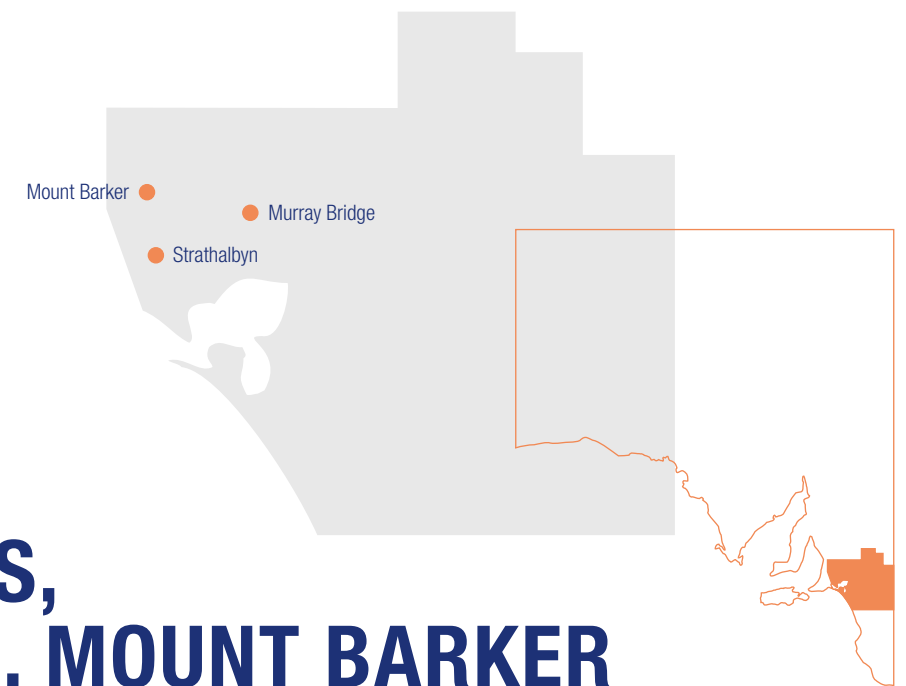 Mount Barker
Murray Bridge
Strathalbyn
S,
, MOUNT BARKER